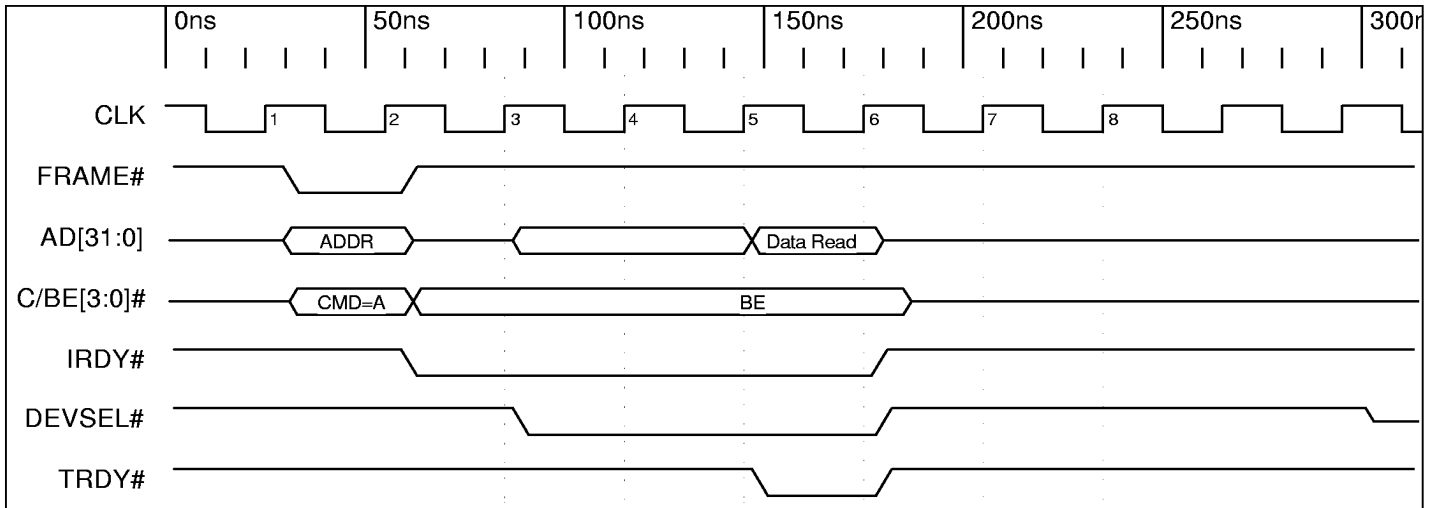 0ns 50ns 100ns 150ns 200ns 250ns 300n
CLK 1 2 3 4 5 6 7 8
FRAME#
AD[31:0] ADDR Data Read
C/BE[3:0]# CMD=A BE
IRDY#
DEVSEL#
TRDY#